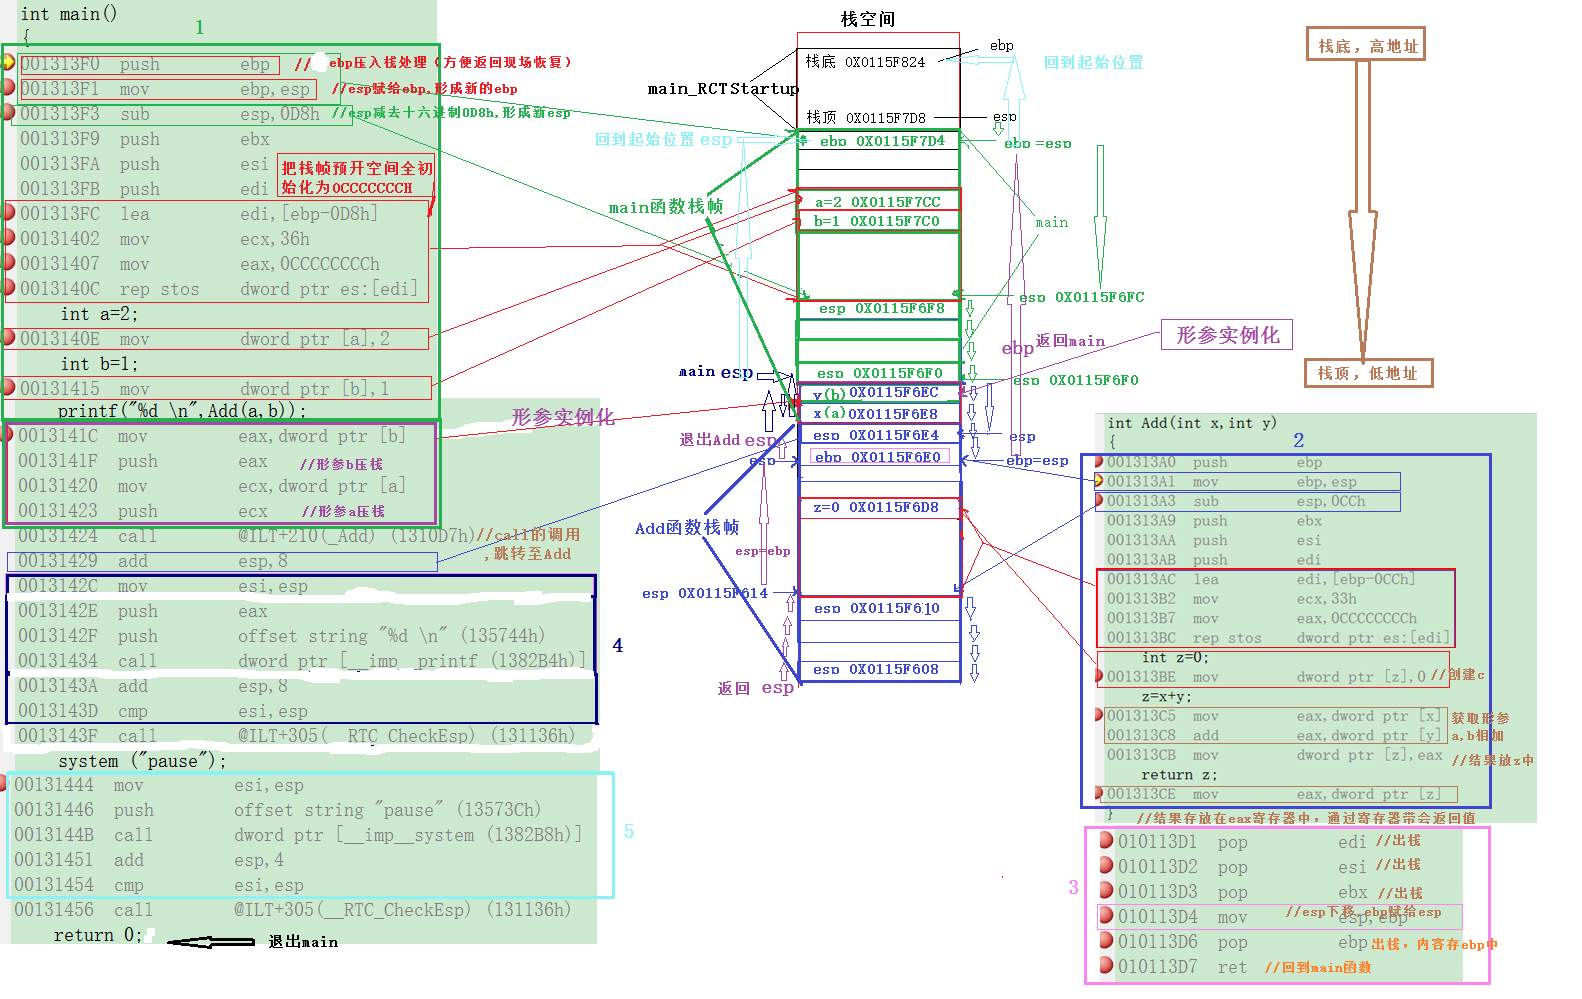 int main()
1
{
001313F0 push ebp //ebp压入栈处理（方便返回现场恢复）
001313F1 mov ebp,esp //esp赋给ebp,形成新的ebp
001313F3 sub esp,0D8h //esp减去十六进制0D8h,形成新esp
001313F9 push ebx
001313FA push esi
001313FB push edi
把栈帧预开空间全初
始化为0CCCCCCCCH
001313FC lea edi,[ebp-0D8h]
00131402 mov ecx,36h
00131407 mov eax,0CCCCCCCCh
0013140C rep stos dword ptr es:[edi]
int a=2;
0013140E mov dword ptr [a],2
int b=1;
00131415 mov dword ptr [b],1
printf("%d \n",Add(a,b));
0013141C mov eax,dword ptr [b]
0013141F push eax //形参b压栈
00131420 mov ecx,dword ptr [a]
00131423 push ecx //形参a压栈
00131424 call @ILT+210(_Add) (1310D7h)//call的调用
,跳转至Add
00131429 add esp,8
0013142C mov esi,esp
0013142E push eax
0013142F push offset string "%d \n" (135744h)
00131434 call dword ptr [__imp__printf (1382B4h)]
0013143A add esp,8
0013143D cmp esi,esp
4
0013143F call @ILT+305(__RTC_CheckEsp) (131136h)
system ("pause");
00131444 mov esi,esp
00131446 push offset string "pause" (13573Ch)
0013144B call dword ptr [__imp__system (1382B8h)]
00131451 add esp,4
00131454 cmp esi,esp
5
00131456 call @ILT+305(__RTC_CheckEsp) (131136h)
return 0;
退出main
栈空间
ebp
栈底 0X0115F824
回到起始位置
main_RCTStartup
栈顶 0X0115F7D8
esp
回到起始位置 esp
ebp 0X0115F7D4
ebp =esp
main函数栈帧
a=2 0X0115F7CC
b=1 0X0115F7C0
main
esp 0X0115F6FC
esp 0X0115F6F8
ebp返回main
形参实例化
main esp
esp 0X0115F6F0
esp 0X0115F6F0
y(b) 0X0115F6EC
形参实例化
x(a)0X0115F6E8
退出Add esp
esp 0X0115F6E4
esp
esp
ebp 0X0115F6E0
ebp=esp
Add函数栈帧
z=0 0X0115F6D8
esp=ebp
esp 0X0115F614
esp 0X0115F610
esp 0X0115F608
返回 esp
栈底，高地址
栈顶，低地址
int Add(int x,int y)
2
{
001313A0 push ebp
001313A1 mov ebp,esp
001313A3 sub esp,0CCh
001313A9 push ebx
001313AA push esi
001313AB push edi
001313AC lea edi,[ebp-0CCh]
001313B2 mov ecx,33h
001313B7 mov eax,0CCCCCCCCh
001313BC rep stos dword ptr es:[edi]
int z=0;
001313BE mov dword ptr [z],0 //创建c
z=x+y;
001313C5 mov eax,dword ptr [x] 获取形参
001313C8 add eax,dword ptr [y] a,b相加
001313CB mov dword ptr [z],eax //结果放z中
return z;
001313CE mov eax,dword ptr [z]
}
//结果存放在eax寄存器中，通过寄存器带会返回值
3
010113D1 pop edi //出栈
010113D2 pop esi //出栈
010113D3 pop ebx //出栈
010113D4 mov esp,ebp //esp下移,ebp赋给esp
010113D6 pop ebp 出栈，内容存ebp中
010113D7 ret //回到main函数